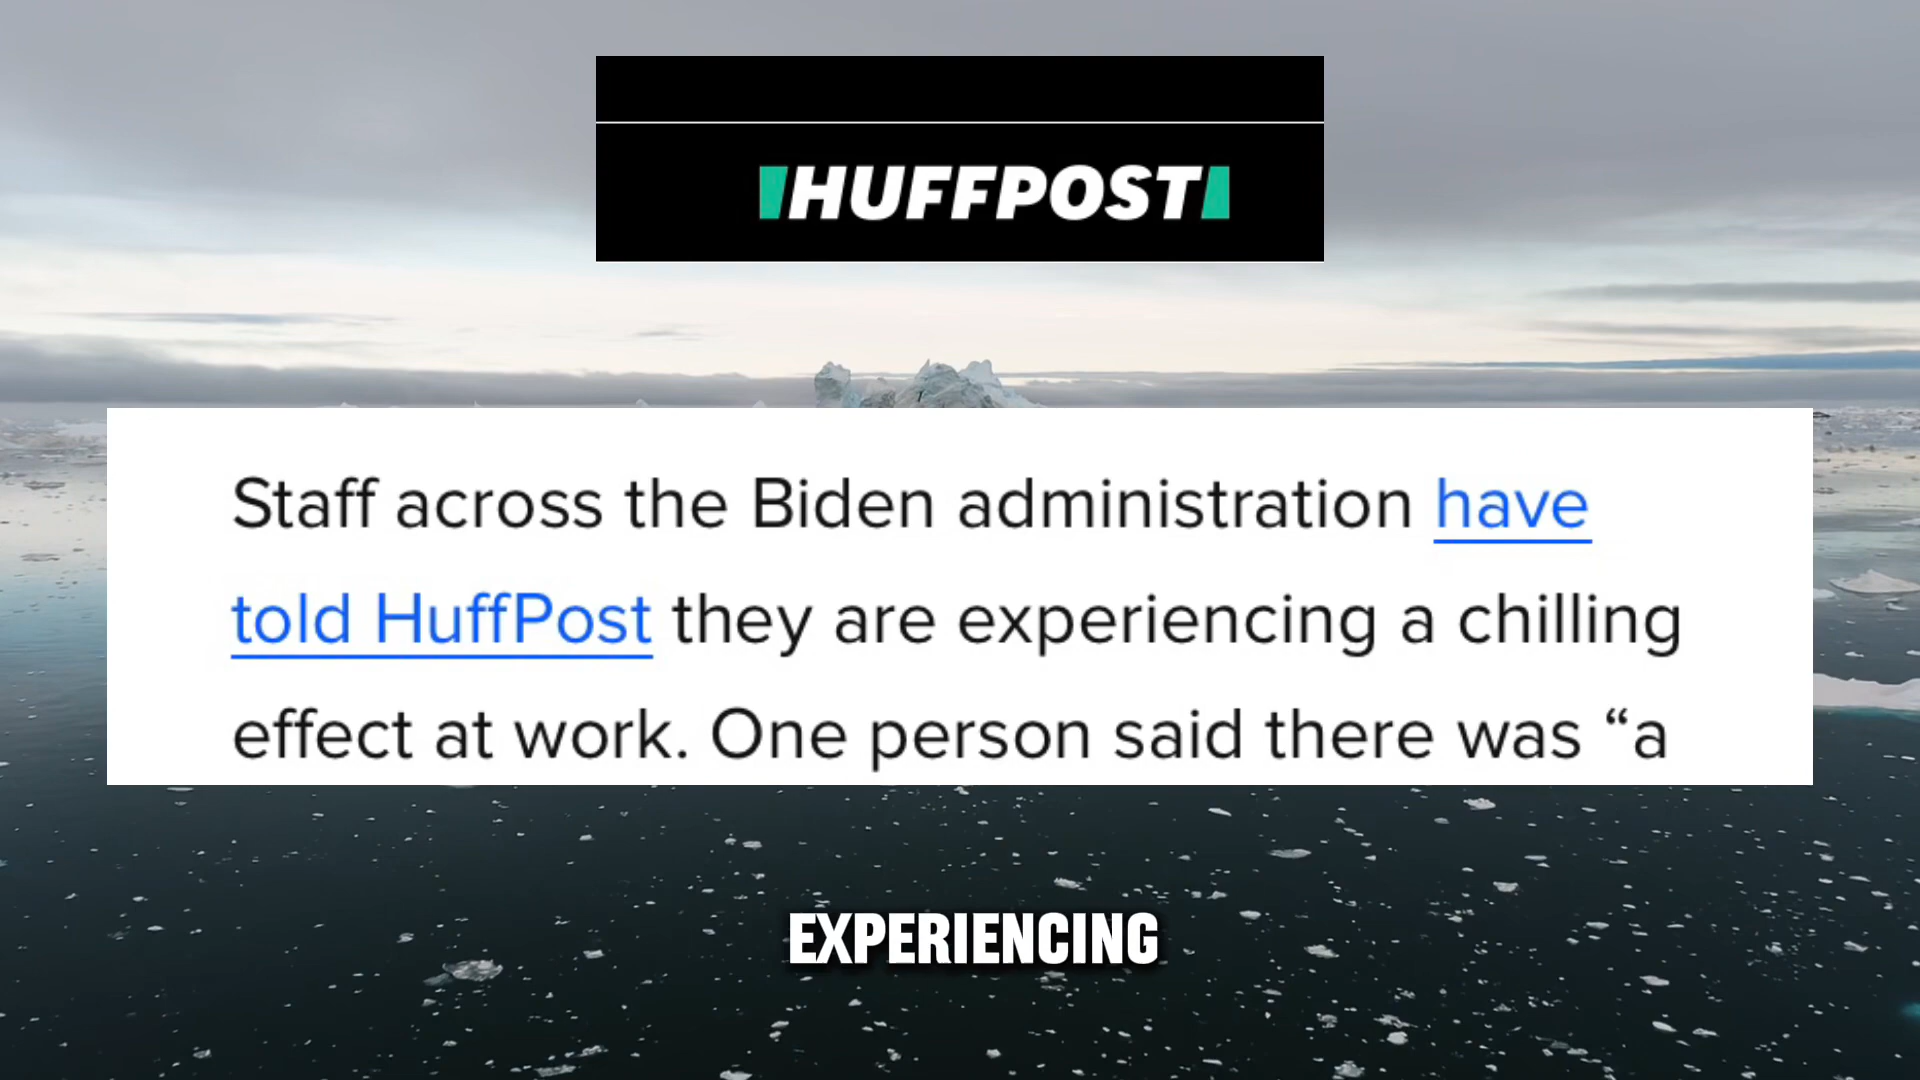 HUFFPOST
Staff across the Biden administration have
told HuffPost they are experiencing a chilling
effect at work. One person said there was “a
EXPERIENCING